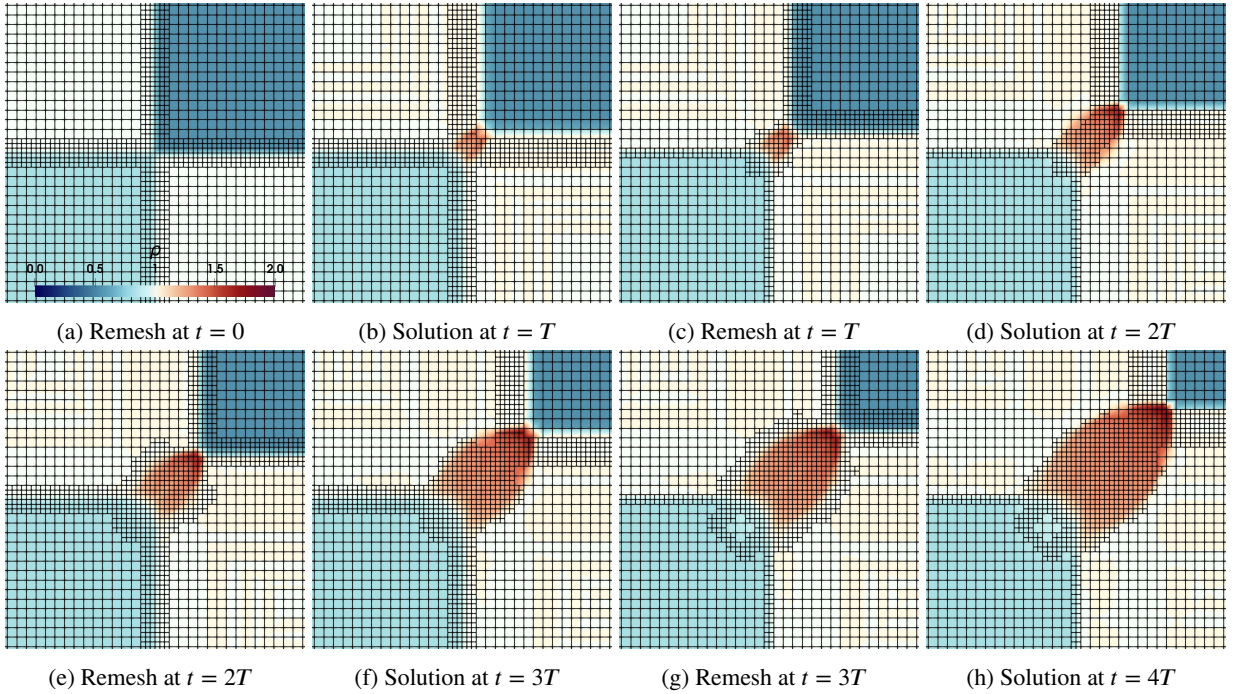 ρ
0.0 0.5 1 1.5 2.0
(a) Remesh at t = 0
(b) Solution at t = T
(c) Remesh at t = T
(d) Solution at t = 2T
(e) Remesh at t = 2T
(f) Solution at t = 3T
(g) Remesh at t = 3T
(h) Solution at t = 4T